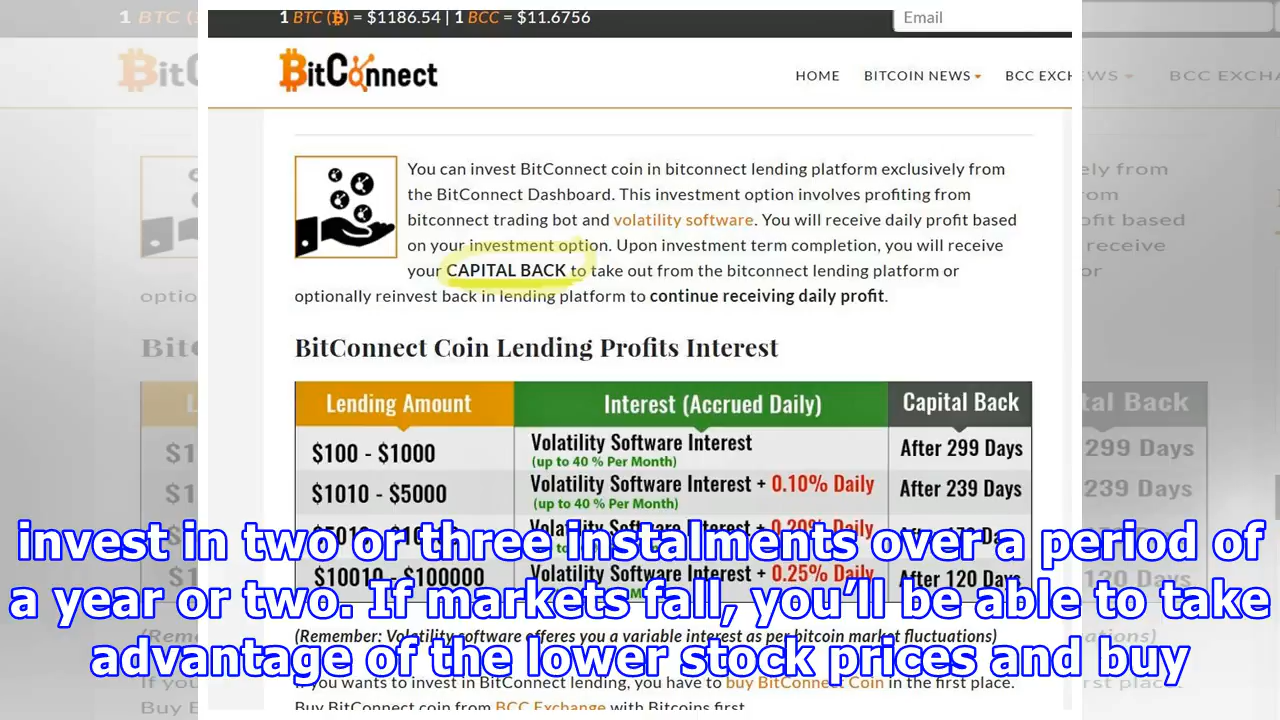 1 BTC (₿) = $1186.54 | 1 BCC = $11.6756
Email
BitConnect
HOME
BITCOIN NEWS
BCC EXCH
You can invest BitConnect coin in bitconnect lending platform exclusively from
the BitConnect Dashboard. This investment option involves profiting from
bitconnect trading bot and volatility software. You will receive daily profit based
on your investment option. Upon investment term completion, you will receive
your CAPITAL BACK to take out from the bitconnect lending platform or
optionally reinvest back in lending platform to continue receiving daily profit.
BitConnect Coin Lending Profits Interest
Lending Amount
Interest (Accrued Daily)
Capital Back
$100 - $1000
Volatility Software Interest
(up to 40 % Per Month)
After 299 Days
$1010 - $5000
Volatility Software Interest + 0.10% Daily
(up to 40 % Per Month)
After 239 Days
Volatility Software Interest + 0.20% Daily
$10010 - $100000
Volatility Software Interest + 0.25% Daily
After 120 Days
invest in two or three instalments over a period of
a year or two. If markets fall, you’ll be able to take
advantage of the lower stock prices and buy
(Remember: Volatility software offeres you a variable interest as per bitcoin market fluctuations)
If you wants to invest in BitConnect lending, you have to buy BitConnect Coin in the first place.
Buy BitConnect coin from BCC Exchange with Bitcoins first.